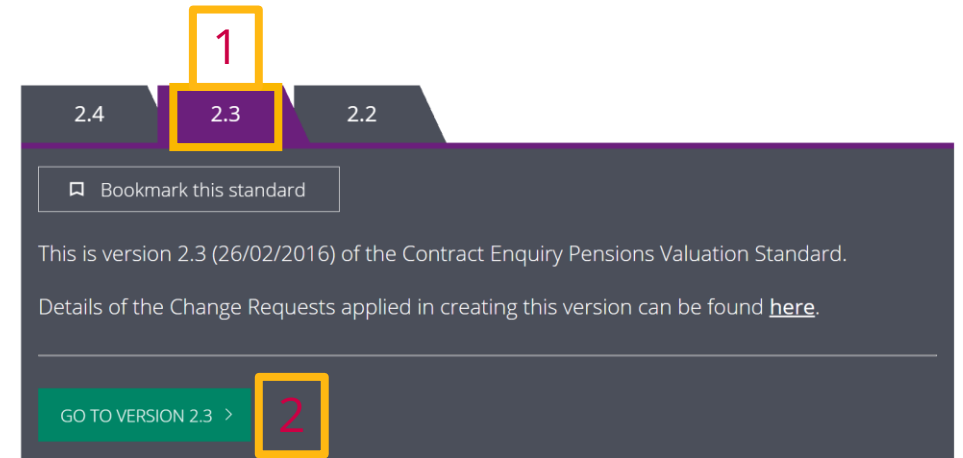 1
2.4 2.3 2.2
Bookmark this standard
This is version 2.3 (26/02/2016) of the Contract Enquiry Pensions Valuation Standard.
Details of the Change Requests applied in creating this version can be found here.
GO TO VERSION 2.3 >
2